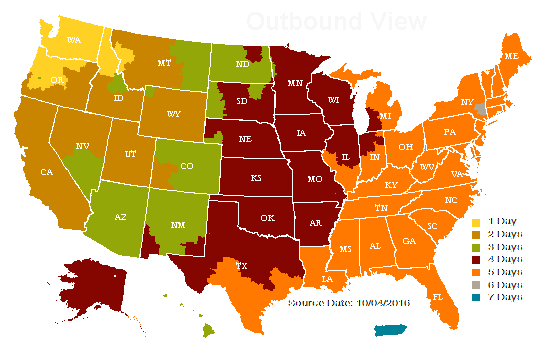 Outbound View
WA
OR
MT
ND
MN
ME
ID
SD
WI
MI
NY
WY
NE
IA
PA
NV
UT
CO
IL
IN
OH
WV
VA
CA
KS
MO
KY
NC
AZ
NM
OK
AR
TN
SC
TX
MS
AL
GA
LA
FL
1 Day
2 Days
3 Days
4 Days
5 Days
6 Days
7 Days
Source Date: 10/04/2016